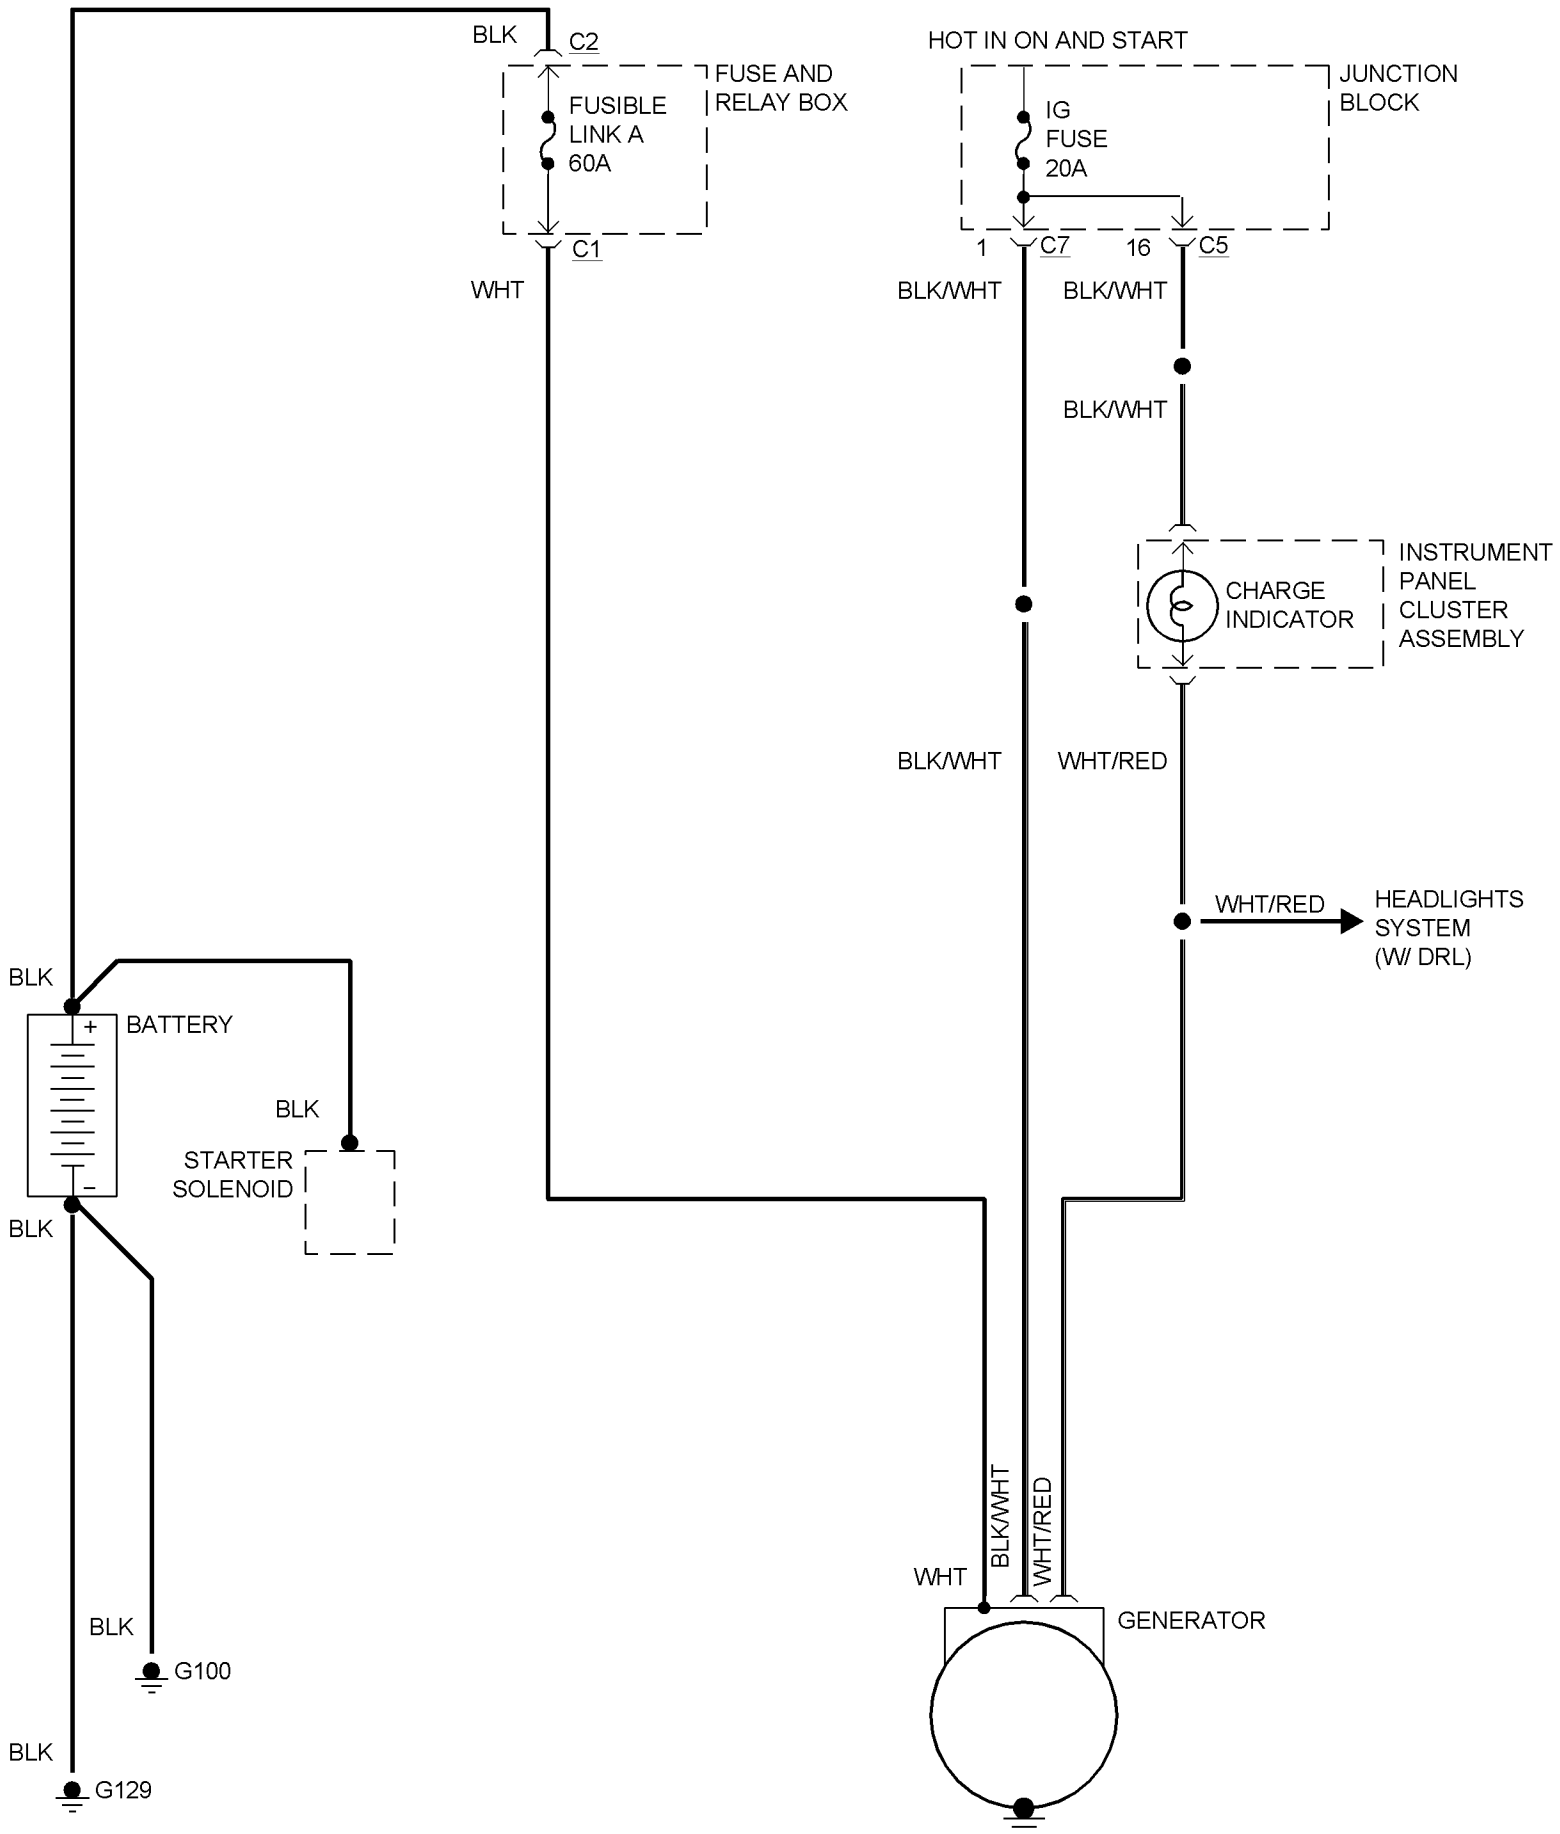 BLK
C2
HOT IN ON AND START
FUSE AND
RELAY BOX
JUNCTION
BLOCK
FUSIBLE
LINK A
60A
IG
FUSE
20A
C1
1
C7
16
C5
WHT
BLK/WHT
BLK/WHT
BLK/WHT
INSTRUMENT
PANEL
CLUSTER
ASSEMBLY
CHARGE
INDICATOR
BLK/WHT
WHT/RED
WHT/RED
HEADLIGHTS
SYSTEM
(W/ DRL)
BLK
+
BATTERY
BLK
STARTER
SOLENOID
–
BLK
BLK/WHT
WHT/RED
WHT
GENERATOR
BLK
G100
BLK
G129